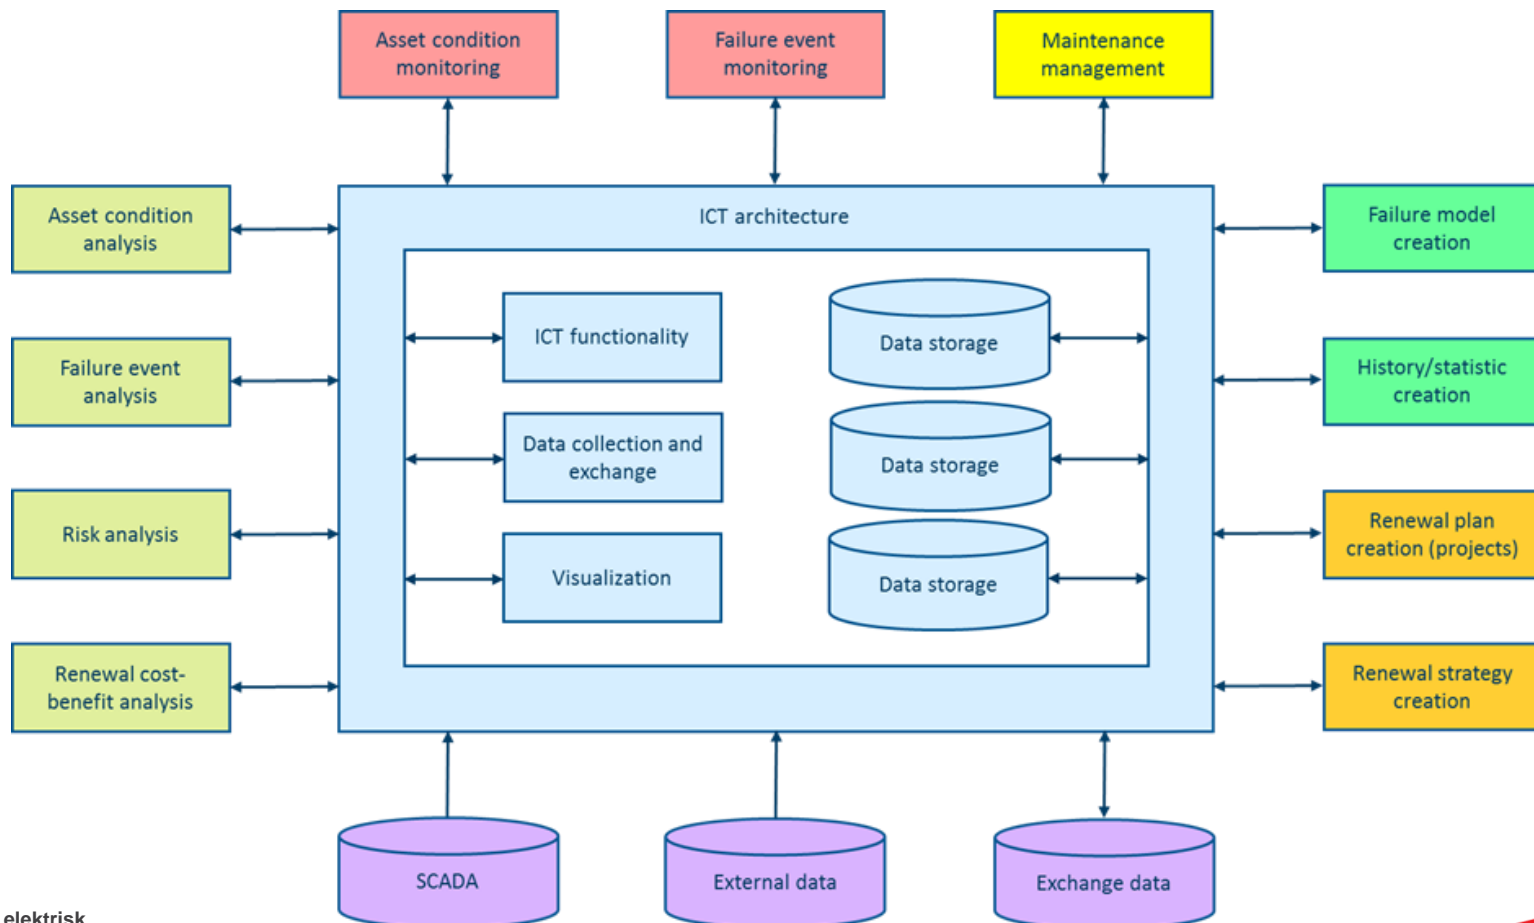 Asset condition
monitoring
Failure event
monitoring
Maintenance
management
Asset condition
analysis
Failure event
analysis
Risk analysis
Renewal cost-
benefit analysis
ICT architecture
ICT functionality
Data collection and
exchange
Visualization
Data storage
Data storage
Data storage
Failure model
creation
History/statistic
creation
Renewal plan
creation (projects)
Renewal strategy
creation
SCADA
External data
Exchange data
elektrisk